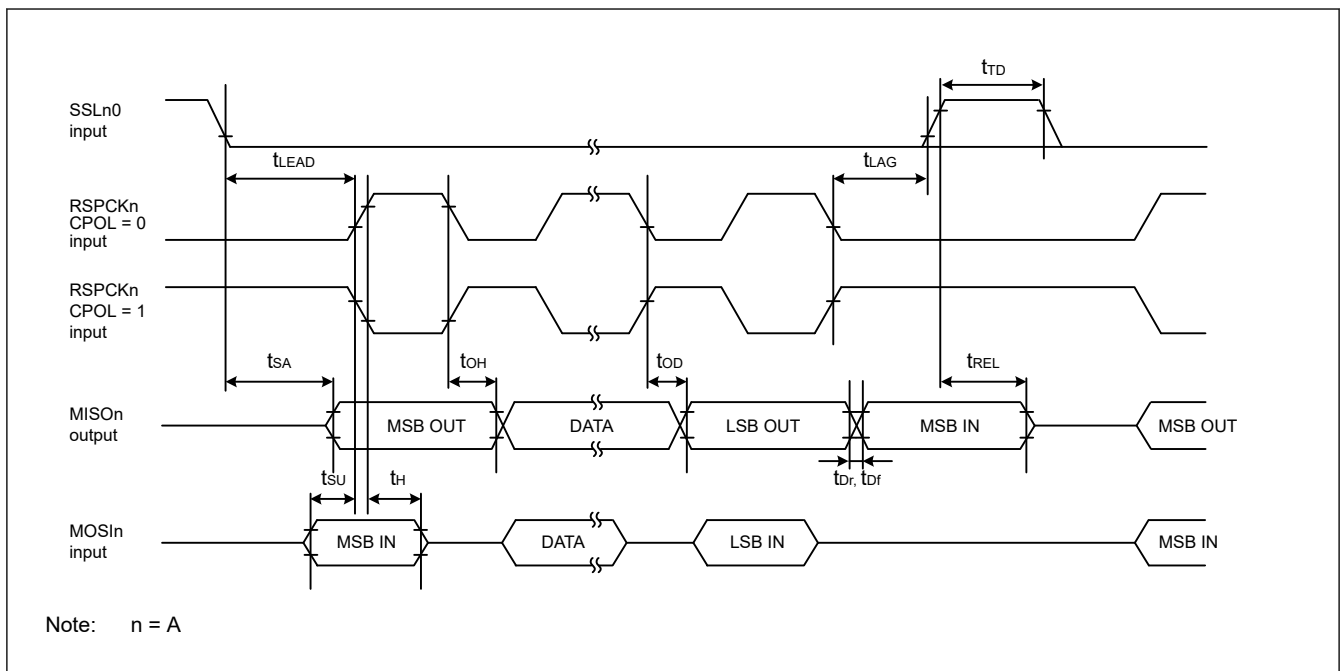 tTD
SSLn0
input
tLEAD
tLAG
RSPCKn
CPOL = 0
input
RSPCKn
CPOL = 1
input
tSA
tOH
tOD
tREL
MISOn
output
MSB OUT
DATA
LSB OUT
MSB IN
MSB OUT
tSU
tH
tDr, tDf
MOSIn
input
MSB IN
DATA
LSB IN
MSB IN
Note: n = A